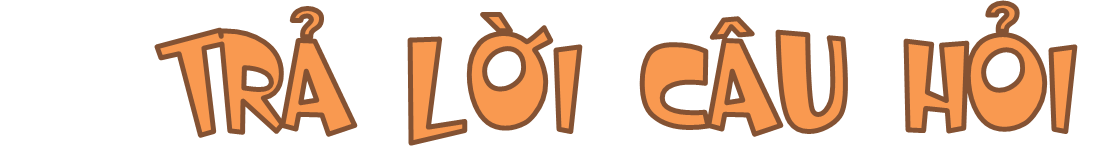 TRẢ LỜI CÂU HỎI